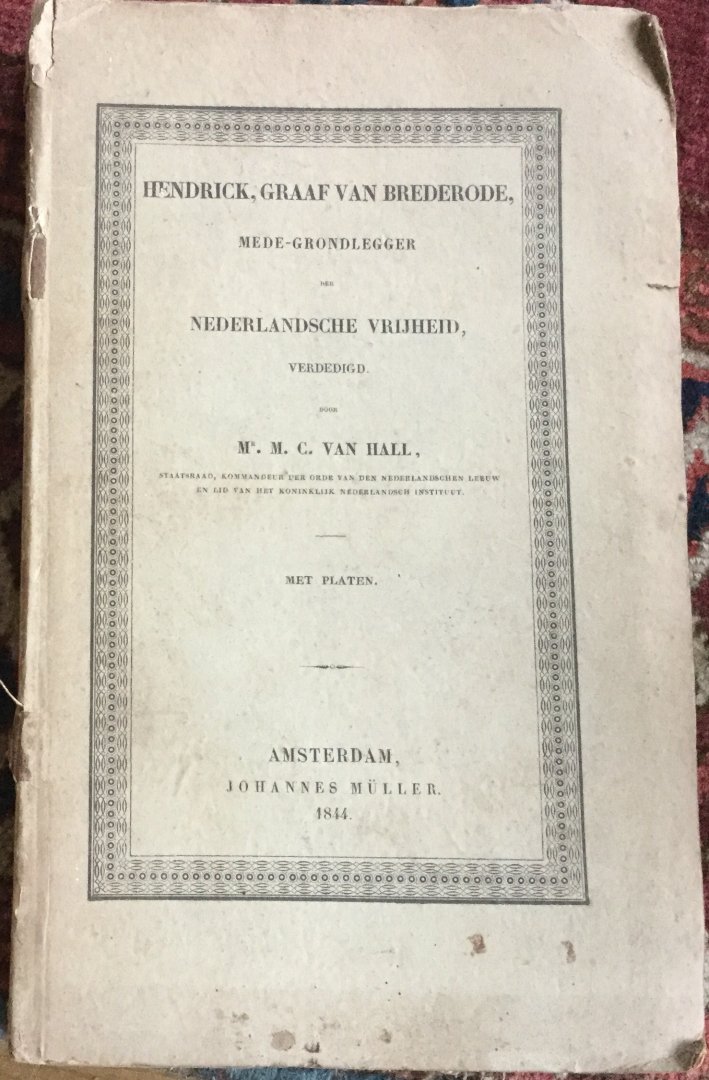 HENDRICK, GRAAF VAN BREDERODE,
MEDE-GRONDLEGGER
DER
NEDERLANDSCHE VRIJHEID,
VERDEDIGD.
DOOR
Mr. M. C. VAN HALL,
STAATSRAAD, KOMMANDEUR DER ORDE VAN DEN NEDERLANDSCHEN LEEUW
EN LID VAN HET KONINKLIJK NEDERLANDSCH INSTITUUT.
MET PLATEN.
AMSTERDAM,
JOHANNES MÜLLER.
1844.